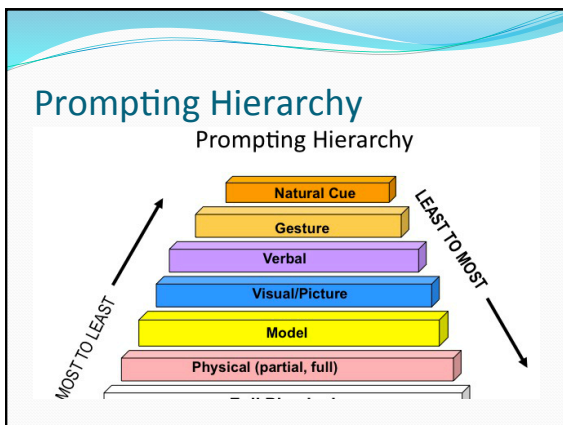 Prompting Hierarchy
Prompting Hierarchy
Natural Cue
Gesture
Verbal
Visual/Picture
Model
Physical (partial, full)
MOST TO LEAST
LEAST TO MOST